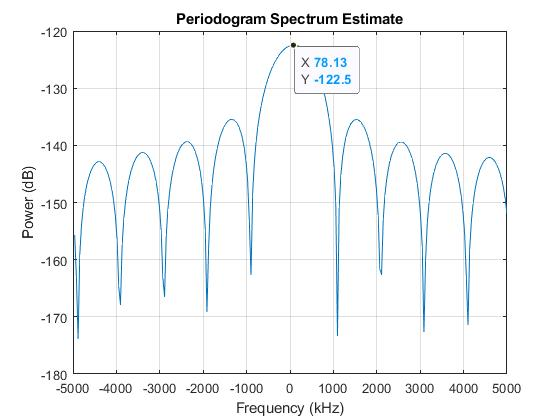 Periodogram Spectrum Estimate
-120
-130
-140
-150
-160
-170
-180
Power (dB)
X 78.13
Y -122.5
-5000 -4000 -3000 -2000 -1000 0 1000 2000 3000 4000 5000
Frequency (kHz)